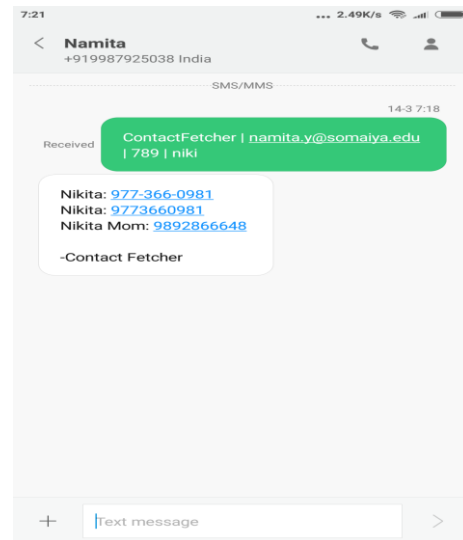 7:21
... 2.49K/s
< Namita
+919987925038 India
SMS/MMS
14-3 7:18
Received
ContactFetcher | namita.y@somaiya.edu
| 789 | niki
Nikita: 977-366-0981
Nikita: 9773660981
Nikita Mom: 9892866648
-Contact Fetcher
+ Text message >